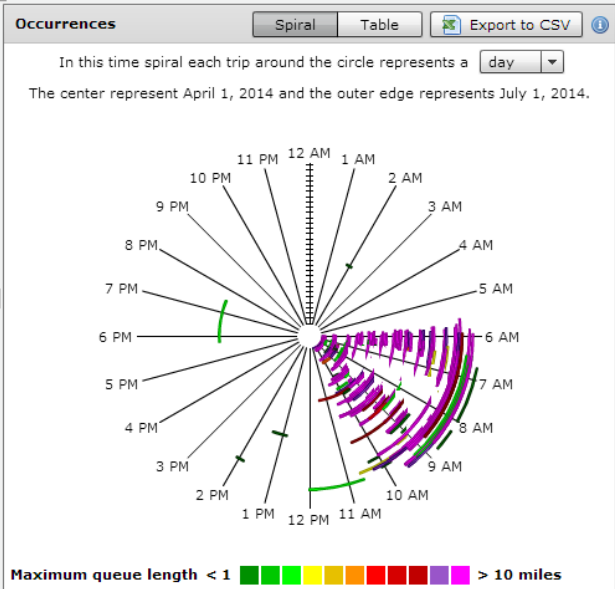 Occurrences Spiral Table Export to CSV
In this time spiral each trip around the circle represents a day
The center represent April 1, 2014 and the outer edge represents July 1, 2014.
12 AM
11 PM 1 AM
10 PM 2 AM
9 PM 3 AM
8 PM 4 AM
7 PM 5 AM
6 PM 6 AM
5 PM 7 AM
4 PM 8 AM
3 PM 9 AM
2 PM 10 AM
1 PM 11 AM
12 PM
Maximum queue length < 1 > 10 miles